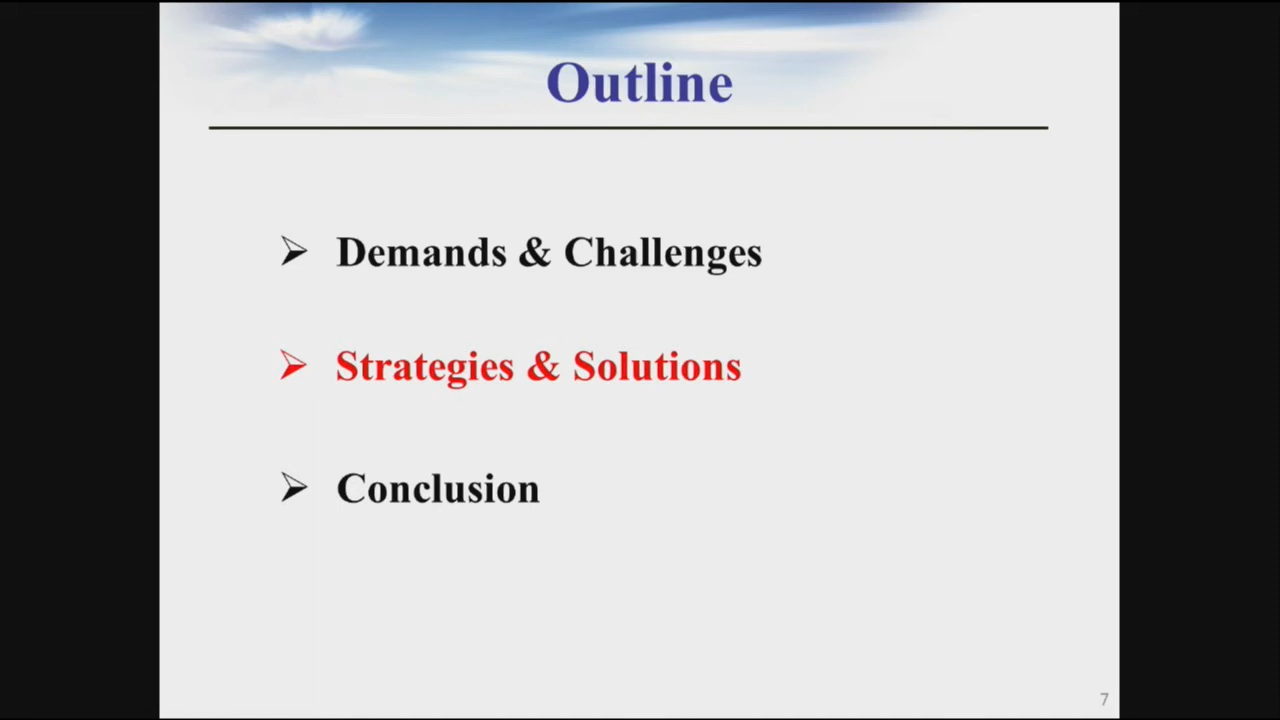 Outline
Demands & Challenges
Strategies & Solutions
Conclusion
7